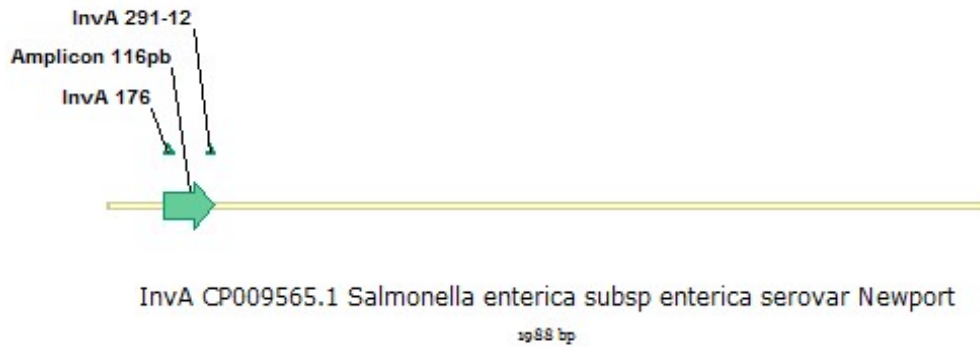 InvA 291-12
Amplicon 116pb
InvA 176
InvA CP009565.1 Salmonella enterica subsp enterica serovar Newport
1988 bp